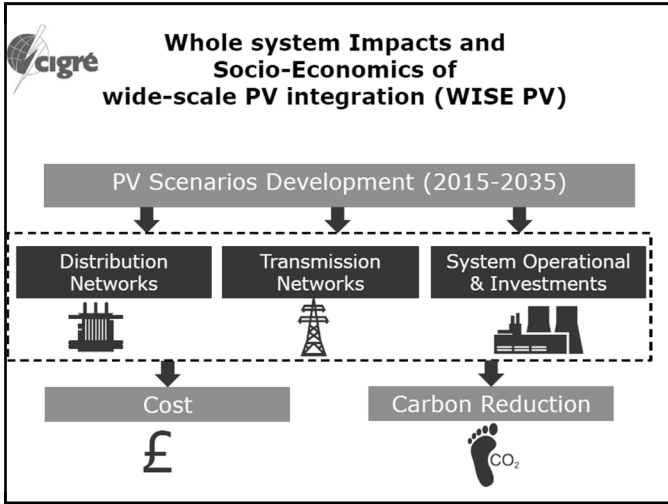 cigré
Whole system Impacts and
Socio-Economics of
wide-scale PV integration (WISE PV)
PV Scenarios Development (2015-2035)
Distribution
Networks
Transmission
Networks
System Operational
& Investments
Cost
Carbon Reduction
£
CO₂